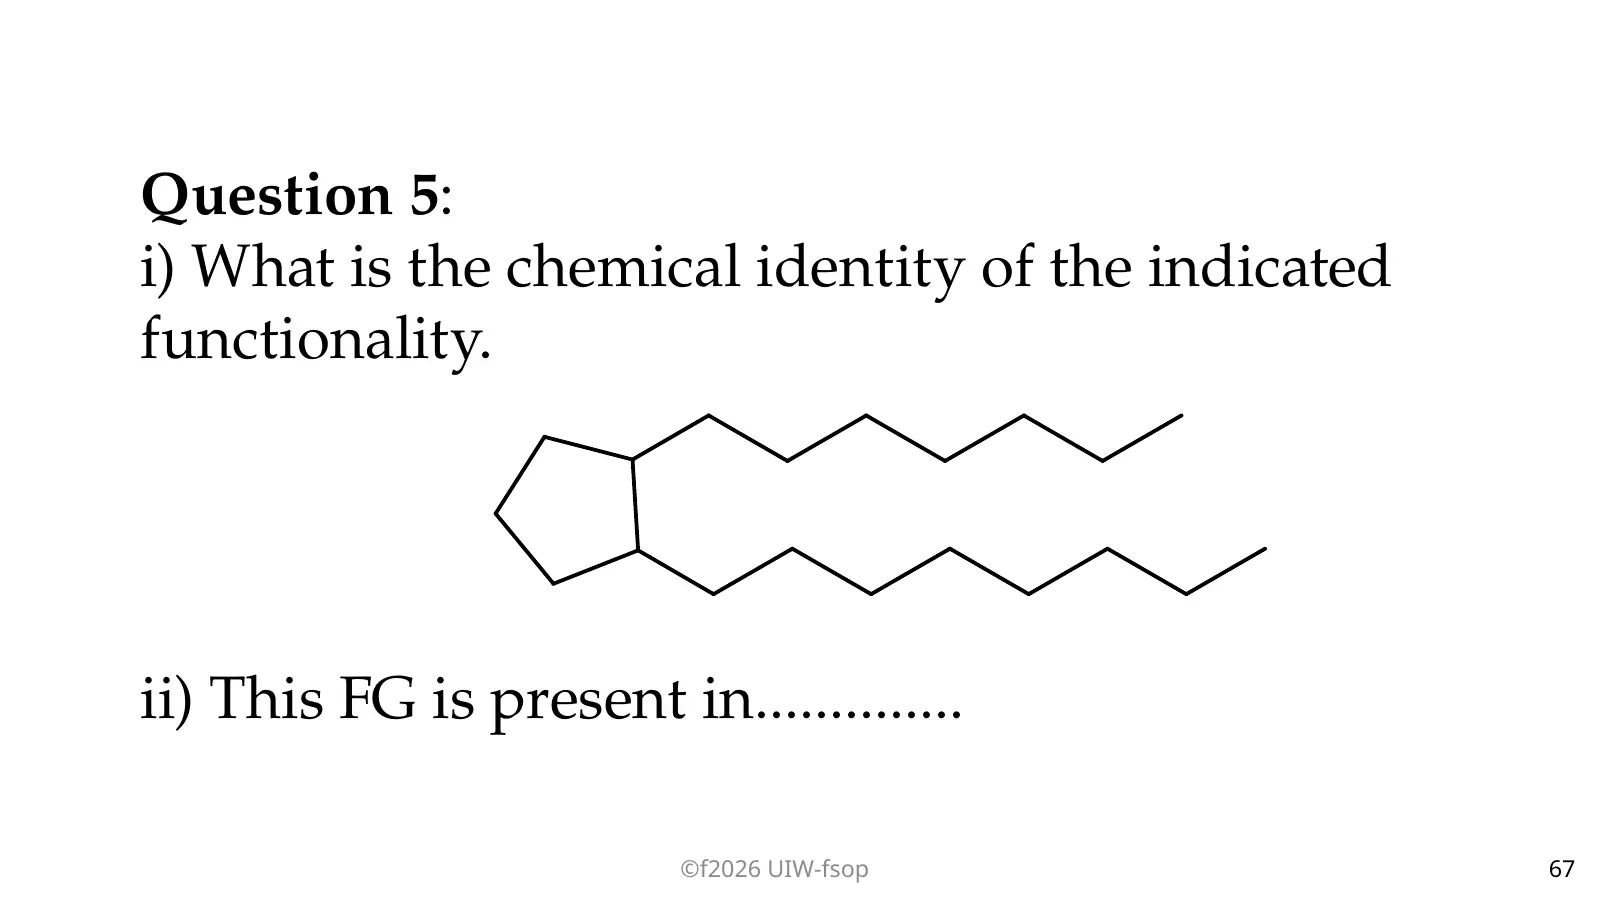 Question 5:
i) What is the chemical identity of the indicated
functionality.
ii) This FG is present in..............
©f2026 UIW-fsop
67